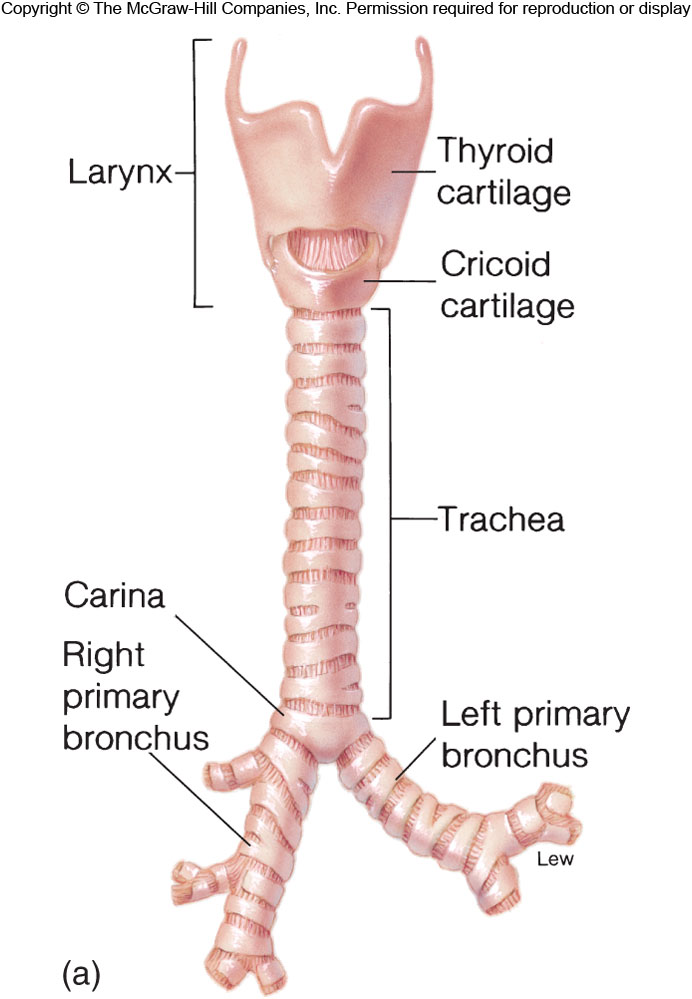 Copyright © The McGraw-Hill Companies, Inc. Permission required for reproduction or display
Larynx
Thyroid
cartilage
Cricoid
cartilage
Trachea
Carina
Right
primary
bronchus
Left primary
bronchus
Lew
(a)